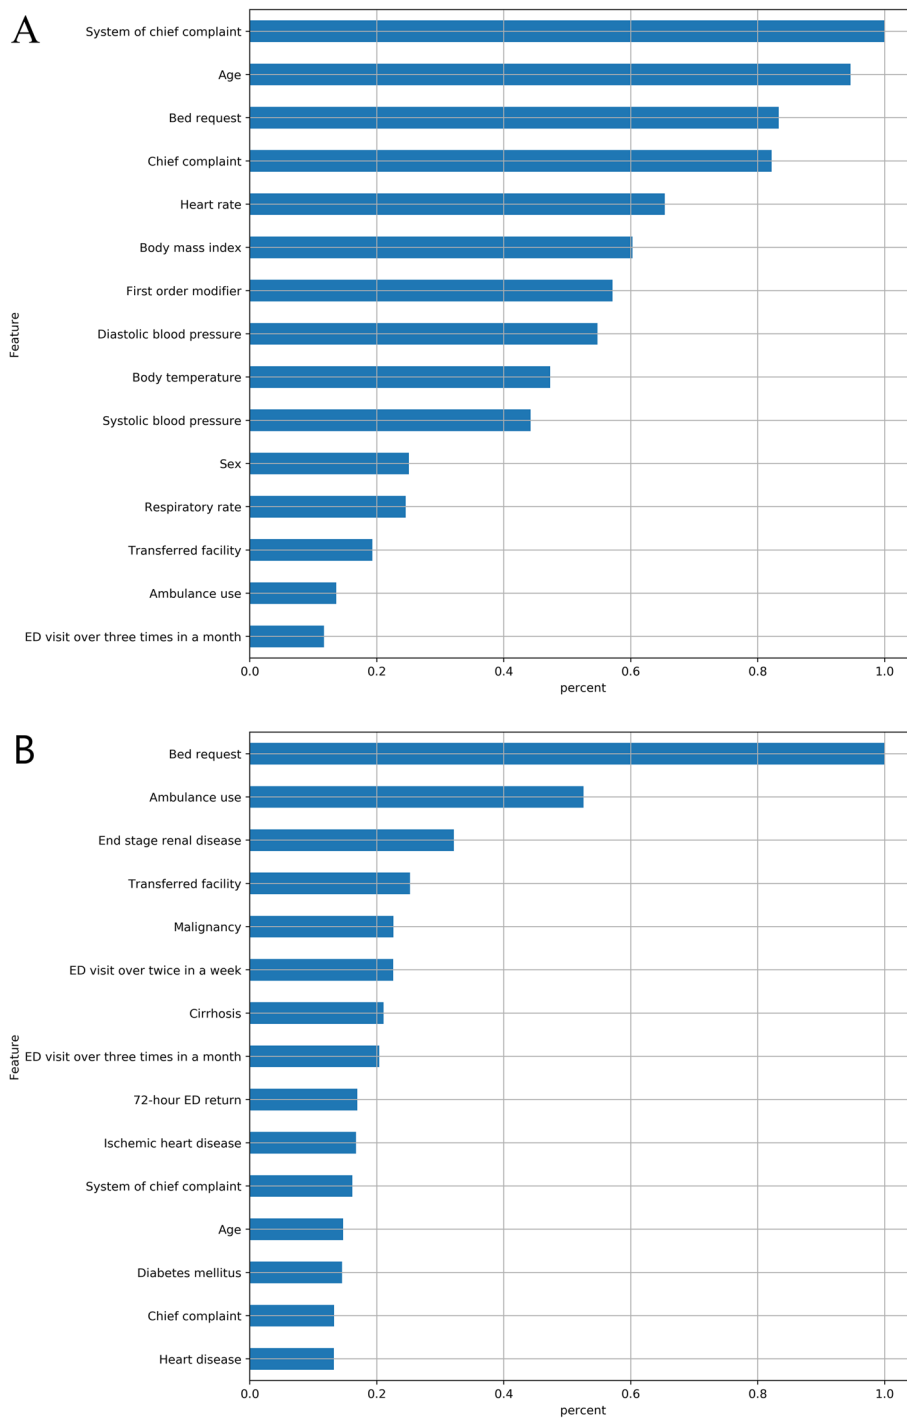 A
System of chief complaint
Age
Bed request
Chief complaint
Heart rate
Body mass index
First order modifier
Diastolic blood pressure
Body temperature
Systolic blood pressure
Sex
Respiratory rate
Transferred facility
Ambulance use
ED visit over three times in a month
Feature
0.0 0.2 0.4 0.6 0.8 1.0
percent
B
Bed request
Ambulance use
End stage renal disease
Transferred facility
Malignancy
ED visit over twice in a week
Cirrhosis
ED visit over three times in a month
72-hour ED return
Ischemic heart disease
System of chief complaint
Age
Diabetes mellitus
Chief complaint
Heart disease
Feature
0.0 0.2 0.4 0.6 0.8 1.0
percent